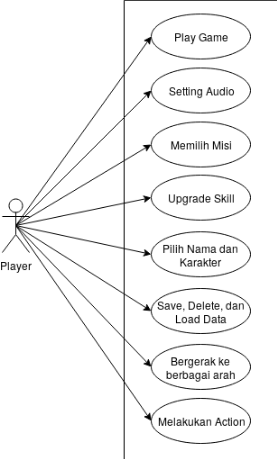 Play Game
Setting Audio
Memilih Misi
Upgrade Skill
Pilih Nama dan
Karakter
Save, Delete, dan
Load Data
Bergerak ke
berbagai arah
Melakukan Action
Player